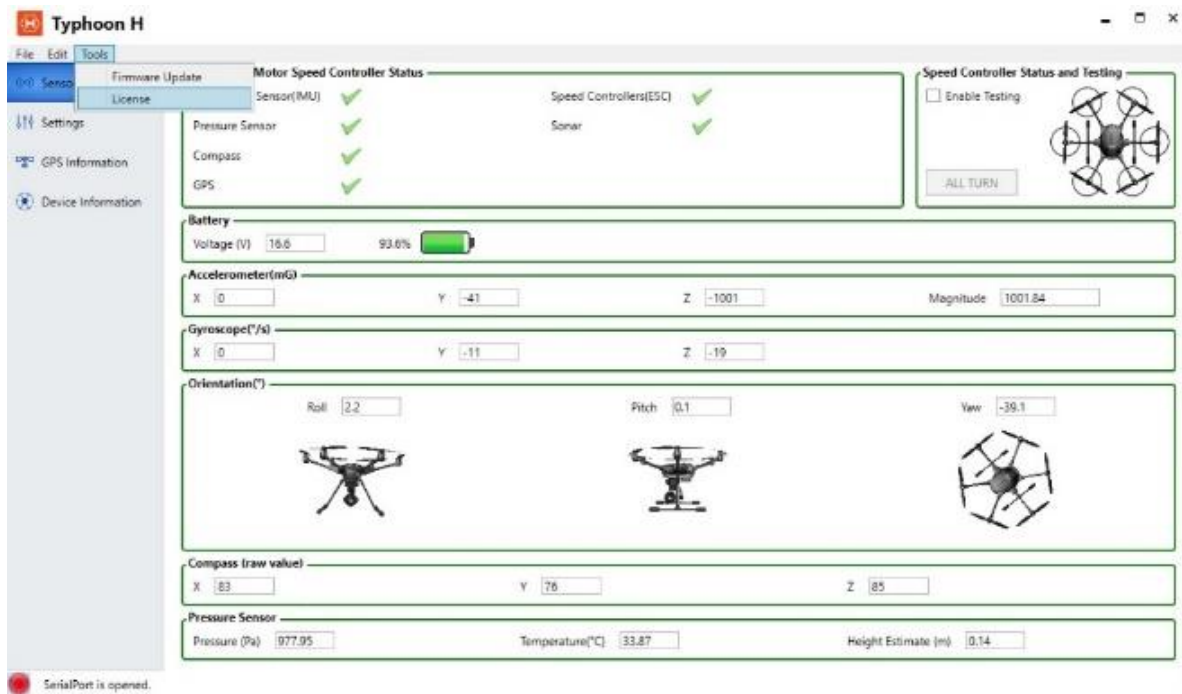 Typhoon H
File Edit Tools
Firmware Update
License
Senso
Settings
GPS Information
Device Information
Motor Speed Controller Status
Sensor(IMU) Speed Controllers(ESC)
Pressure Sensor Sonar
Compass
GPS
Speed Controller Status and Testing
Enable Testing
ALL TURN
Battery
Voltage (V) 16.6 93.6%
Accelerometer(mG)
X 0 Y -41 Z -1001 Magnitude 1001.84
Gyroscope(°/s)
X 0 Y -11 Z -19
Orientation(°)
Roll 2.2 Pitch 0.1 Yaw -39.1
Compass (raw value)
X 83 Y 76 Z 85
Pressure Sensor
Pressure (Pa) 977.95 Temperature(°C) 33.87 Height Estimate (m) 0.14
SerialPort is opened.